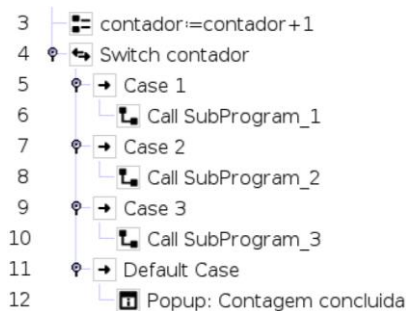 3 contador:=contador+1
4 Switch contador
5 Case 1
6 Call SubProgram_1
7 Case 2
8 Call SubProgram_2
9 Case 3
10 Call SubProgram_3
11 Default Case
12 Popup: Contagem concluida